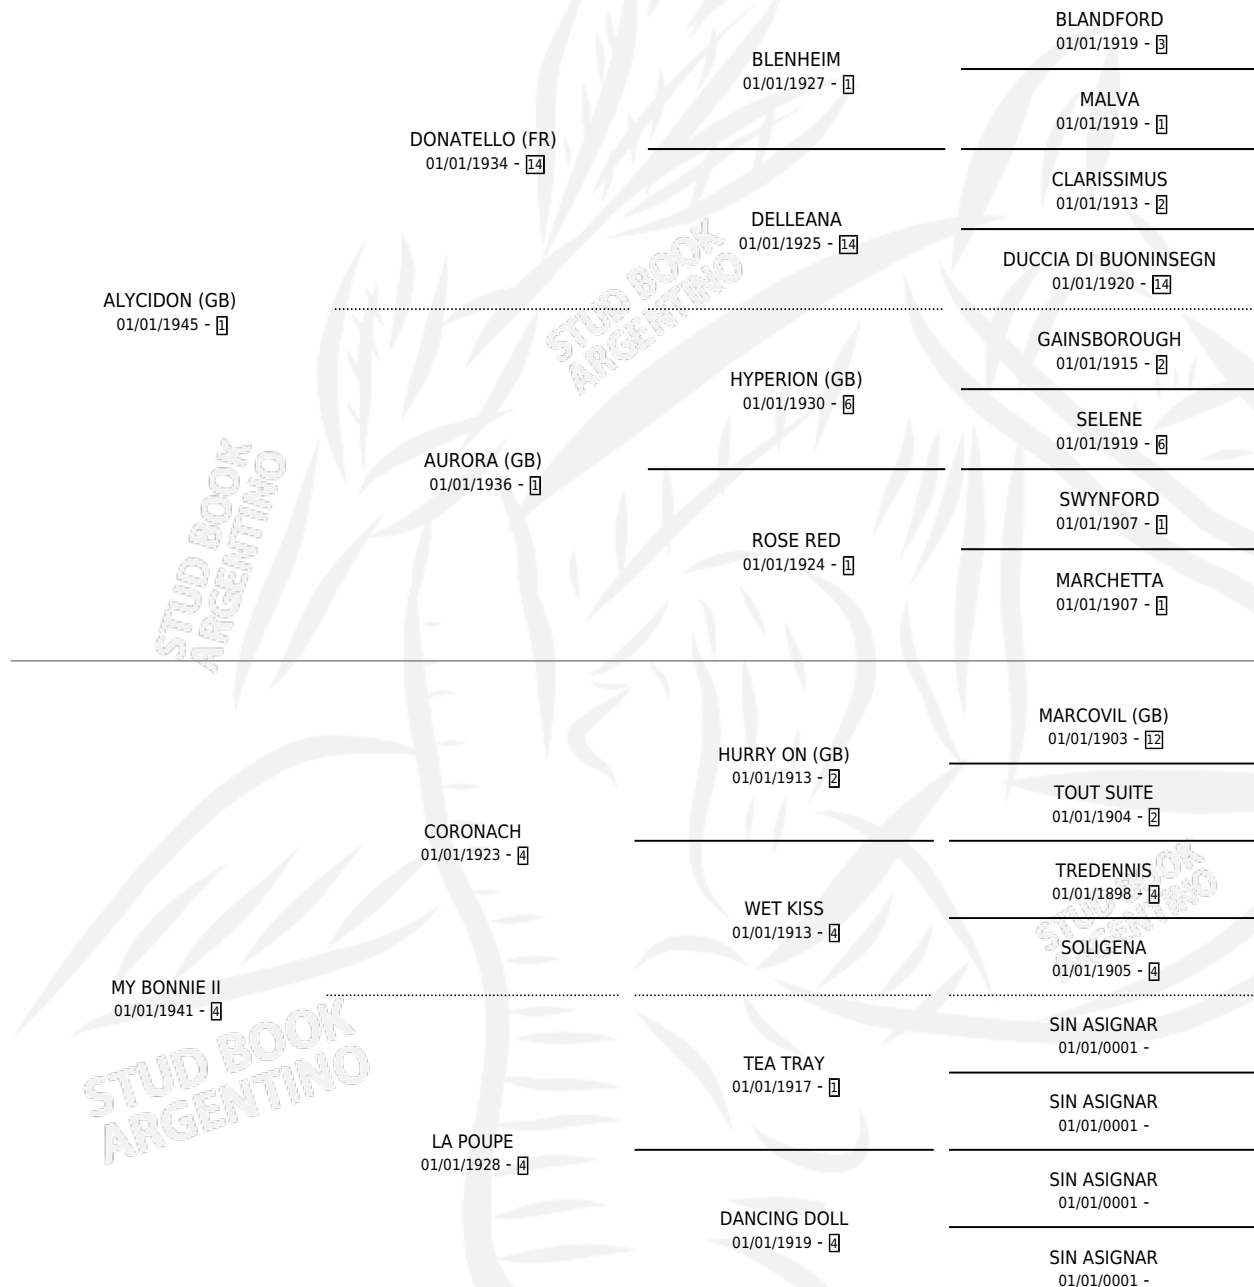 BLANDFORD
01/01/1919 - 3
BLENHEIM
01/01/1927 - 1
MALVA
01/01/1919 - 1
DONATELLO (FR)
01/01/1934 - 14
CLARISSIMUS
01/01/1913 - 2
DELLEANA
01/01/1925 - 14
DUCCIA DI BUONINSEGN
01/01/1920 - 14
ALYCIDON (GB)
01/01/1945 - 1
STUD BOOK
ARGENTINO
GAINSBOROUGH
01/01/1915 - 2
HYPERION (GB)
01/01/1930 - 6
SELENE
01/01/1919 - 6
AURORA (GB)
01/01/1936 - 1
SWYNFORD
01/01/1907 - 1
ROSE RED
01/01/1924 - 1
MARCHETTA
01/01/1907 - 1
STUD BOOK
ARGENTINO
MARCOVIL (GB)
01/01/1903 - 12
HURRY ON (GB)
01/01/1913 - 2
TOUT SUITE
01/01/1904 - 2
CORONACH
01/01/1923 - 4
TREDENNIS
01/01/1898 - 4
WET KISS
01/01/1913 - 4
SOLIGENA
01/01/1905 - 4
STUD BOOK
ARGENTINO
MY BONNIE II
01/01/1941 - 4
SIN ASIGNAR
01/01/0001 -
TEA TRAY
01/01/1917 - 1
SIN ASIGNAR
01/01/0001 -
STUD BOOK
ARGENTINO
LA POUPE
01/01/1928 - 4
SIN ASIGNAR
01/01/0001 -
DANCING DOLL
01/01/1919 - 4
SIN ASIGNAR
01/01/0001 -